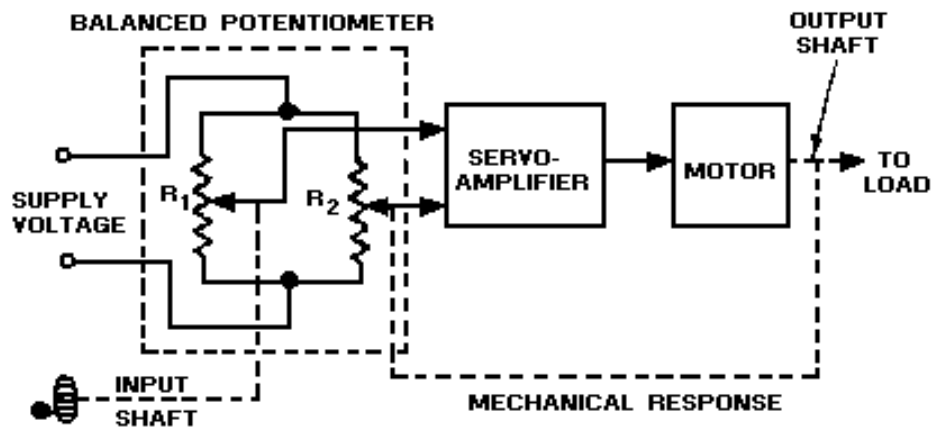 BALANCED POTENTIOMETER
OUTPUT
SHAFT
SERVO-
AMPLIFIER
MOTOR
TO
LOAD
SUPPLY
VOLTAGE
R1
R2
INPUT
SHAFT
MECHANICAL RESPONSE